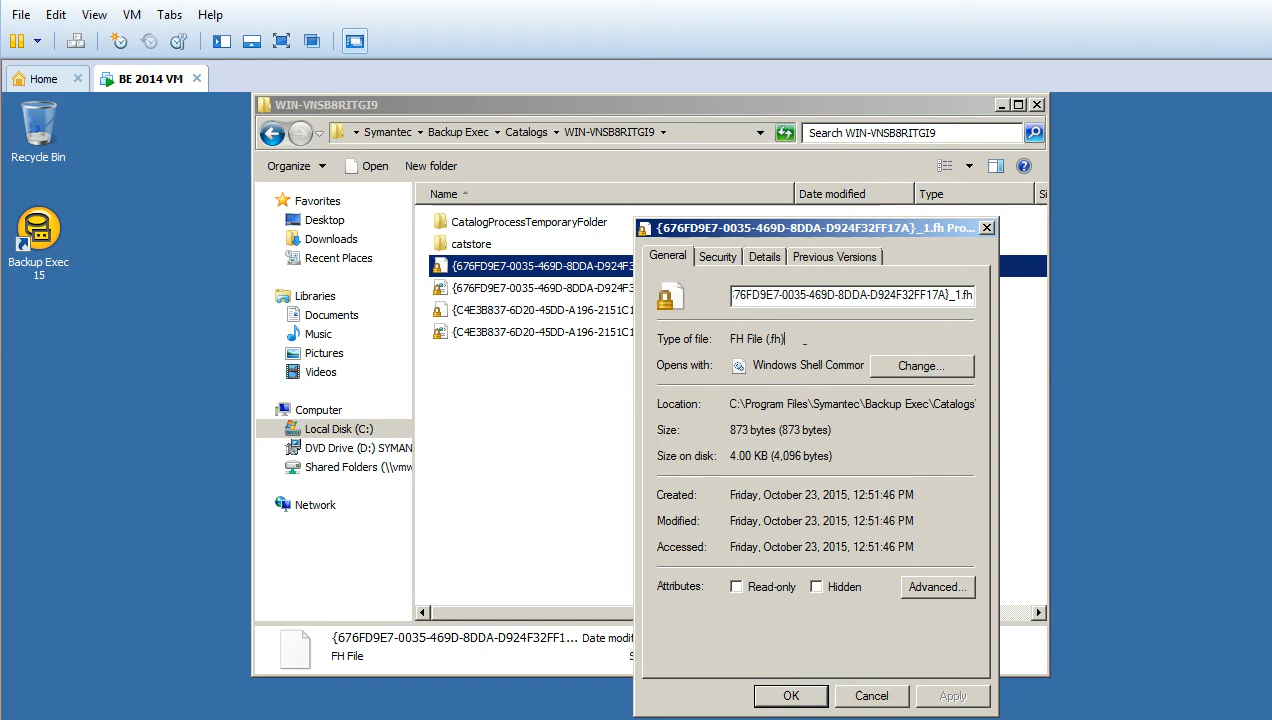 File Edit View VM Tabs Help
Home BE 2014 VM
Recycle Bin
Backup Exec
15
WIN-VNSB8RITGI9
Symantec Backup Exec Catalogs WIN-VNSB8RITGI9
Search WIN-VNSB8RITGI9
Organize Open New folder
Name Date modified Type Si
Favorites
Desktop
Downloads
Recent Places
Libraries
Documents
Music
Pictures
Videos
Computer
Local Disk (C:)
DVD Drive (D:) SYMAN
Shared Folders (\\vmw
Network
CatalogProcessTemporaryFolder
catstore
{676FD9E7-0035-469D-8DDA-D924F3
{676FD9E7-0035-469D-8DDA-D924F3
{C4E3B837-6D20-45DD-A196-2151C1
{C4E3B837-6D20-45DD-A196-2151C1
{676FD9E7-0035-469D-8DDA-D924F32FF1... Date modif
FH File S
{676FD9E7-0035-469D-8DDA-D924F32FF17A}_1.fh Pro...
General Security Details Previous Versions
76FD9E7-0035-469D-8DDA-D924F32FF17A}_1.fh
Type of file: FH File (.fh)
Opens with: Windows Shell Commor Change...
Location: C:\Program Files\Symantec\Backup Exec\Catalogs
Size: 873 bytes (873 bytes)
Size on disk: 4.00 KB (4,096 bytes)
Created: Friday, October 23, 2015, 12:51:46 PM
Modified: Friday, October 23, 2015, 12:51:46 PM
Accessed: Friday, October 23, 2015, 12:51:46 PM
Attributes: Read-only Hidden Advanced...
OK Cancel Apply